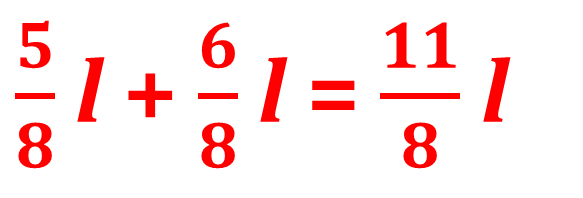 5/8 l + 6/8 l = 11/8 l